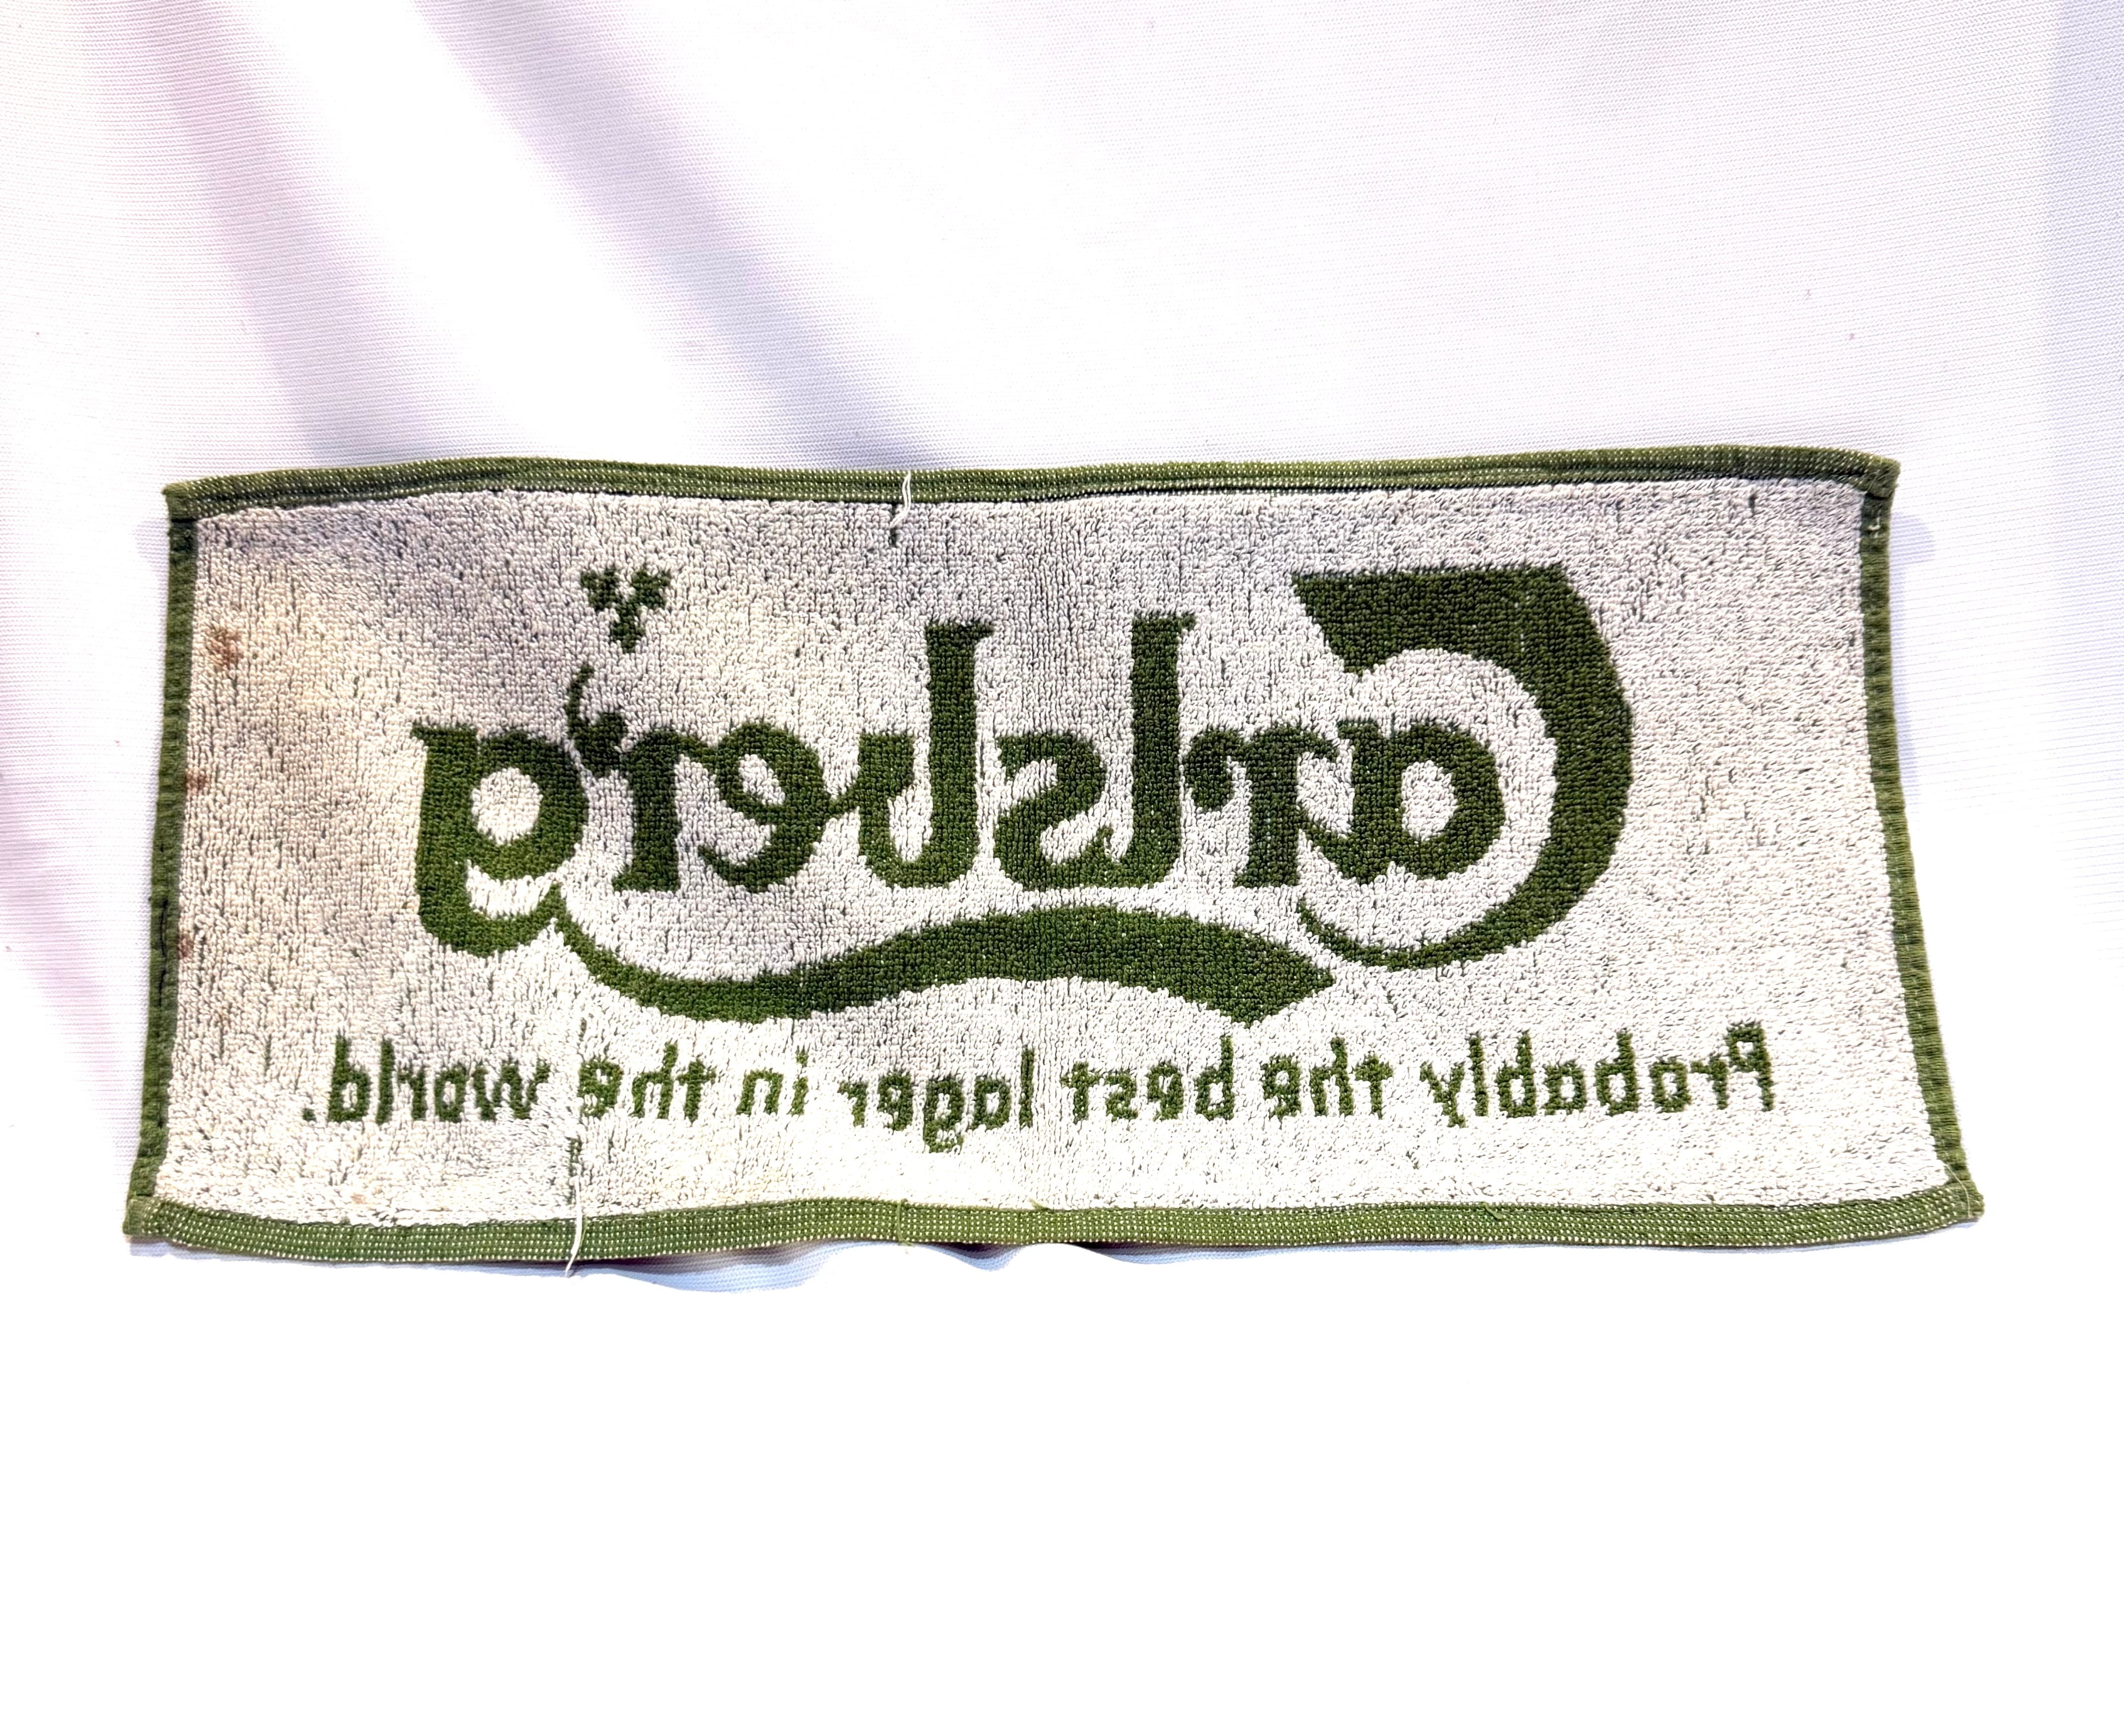 Carlsberg
Probably the best lager in the world.